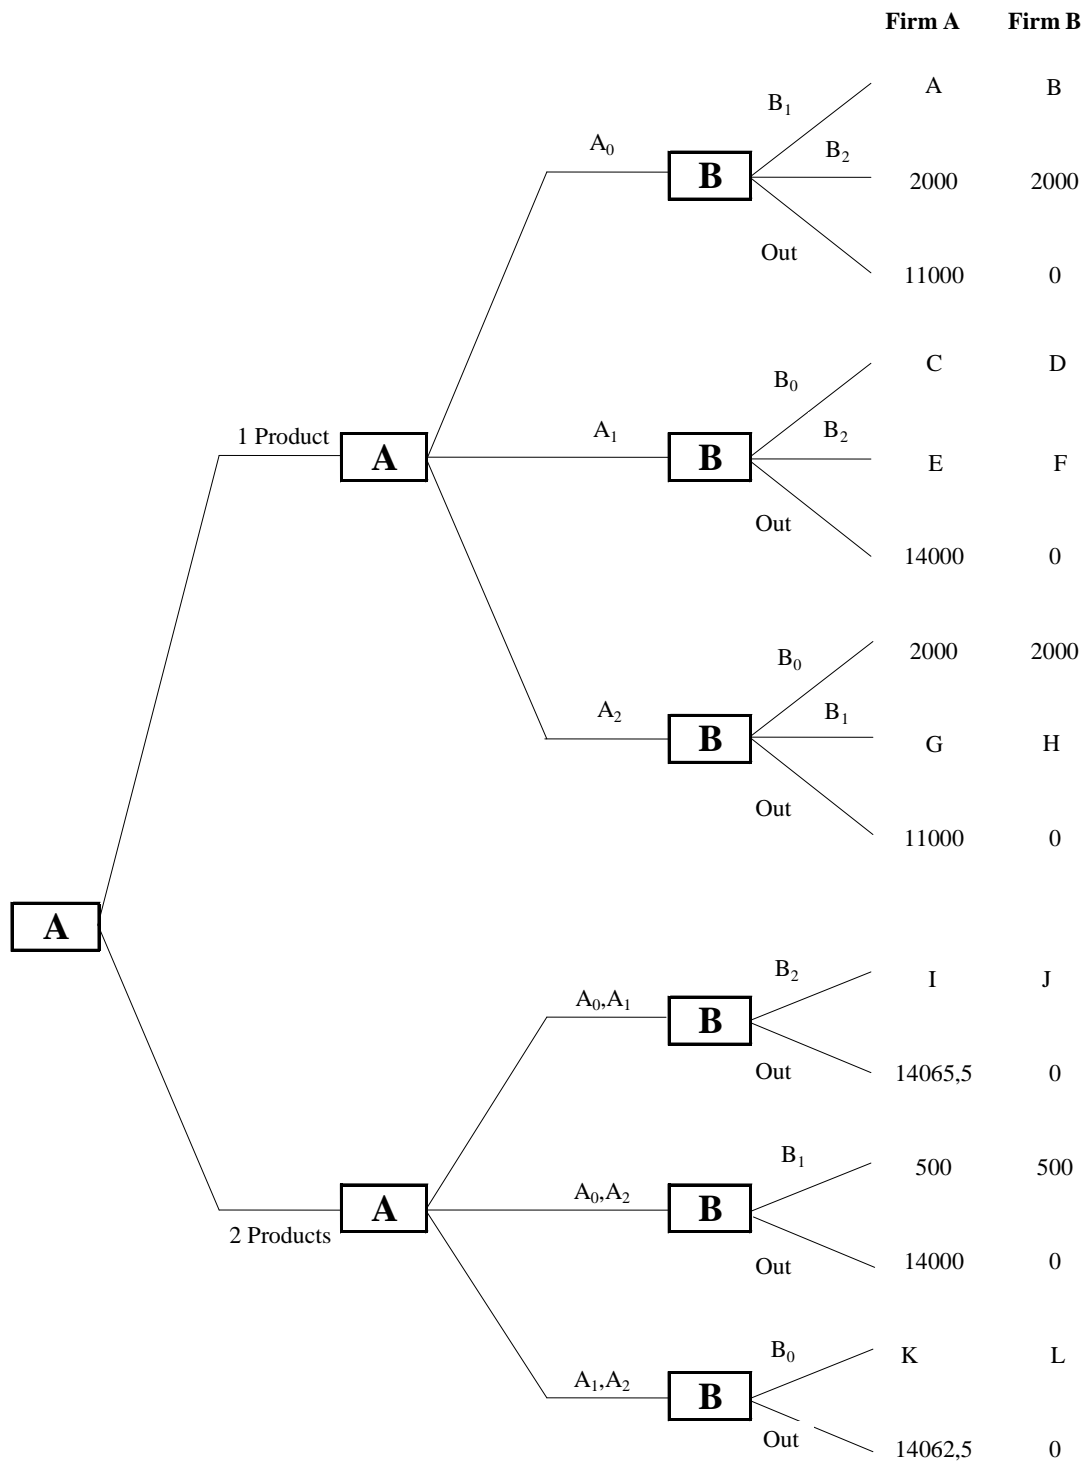 Firm A Firm B
A B
B₁
A₀ B₂
B 2000 2000
Out
11000 0
C D
B₀
1 Product A₁ B₂
A B E F
Out
14000 0
B₀ 2000 2000
A₂ B₁
B G H
Out
11000 0
A
B₂ I J
A₀,A₁
B
Out 14065,5 0
B₁ 500 500
A₀,A₂
A B
2 Products
Out 14000 0
B₀ K L
A₁,A₂
B
Out 14062,5 0